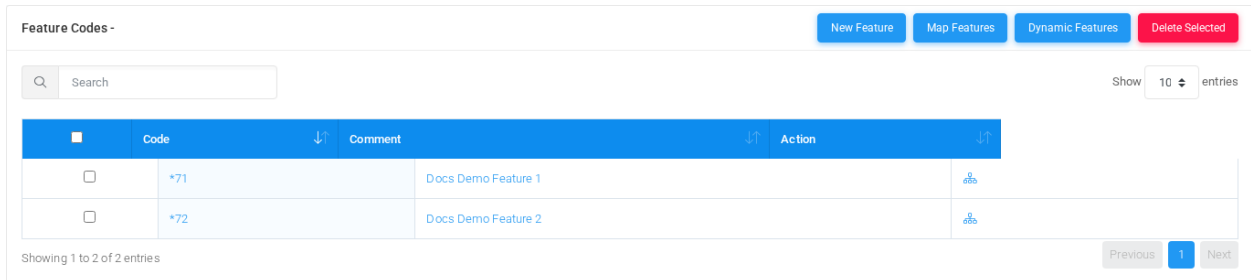 Feature Codes - New Feature Map Features Dynamic Features Delete Selected
Search Show 10 entries
Code Comment Action
*71 Docs Demo Feature 1
*72 Docs Demo Feature 2
Showing 1 to 2 of 2 entries Previous 1 Next